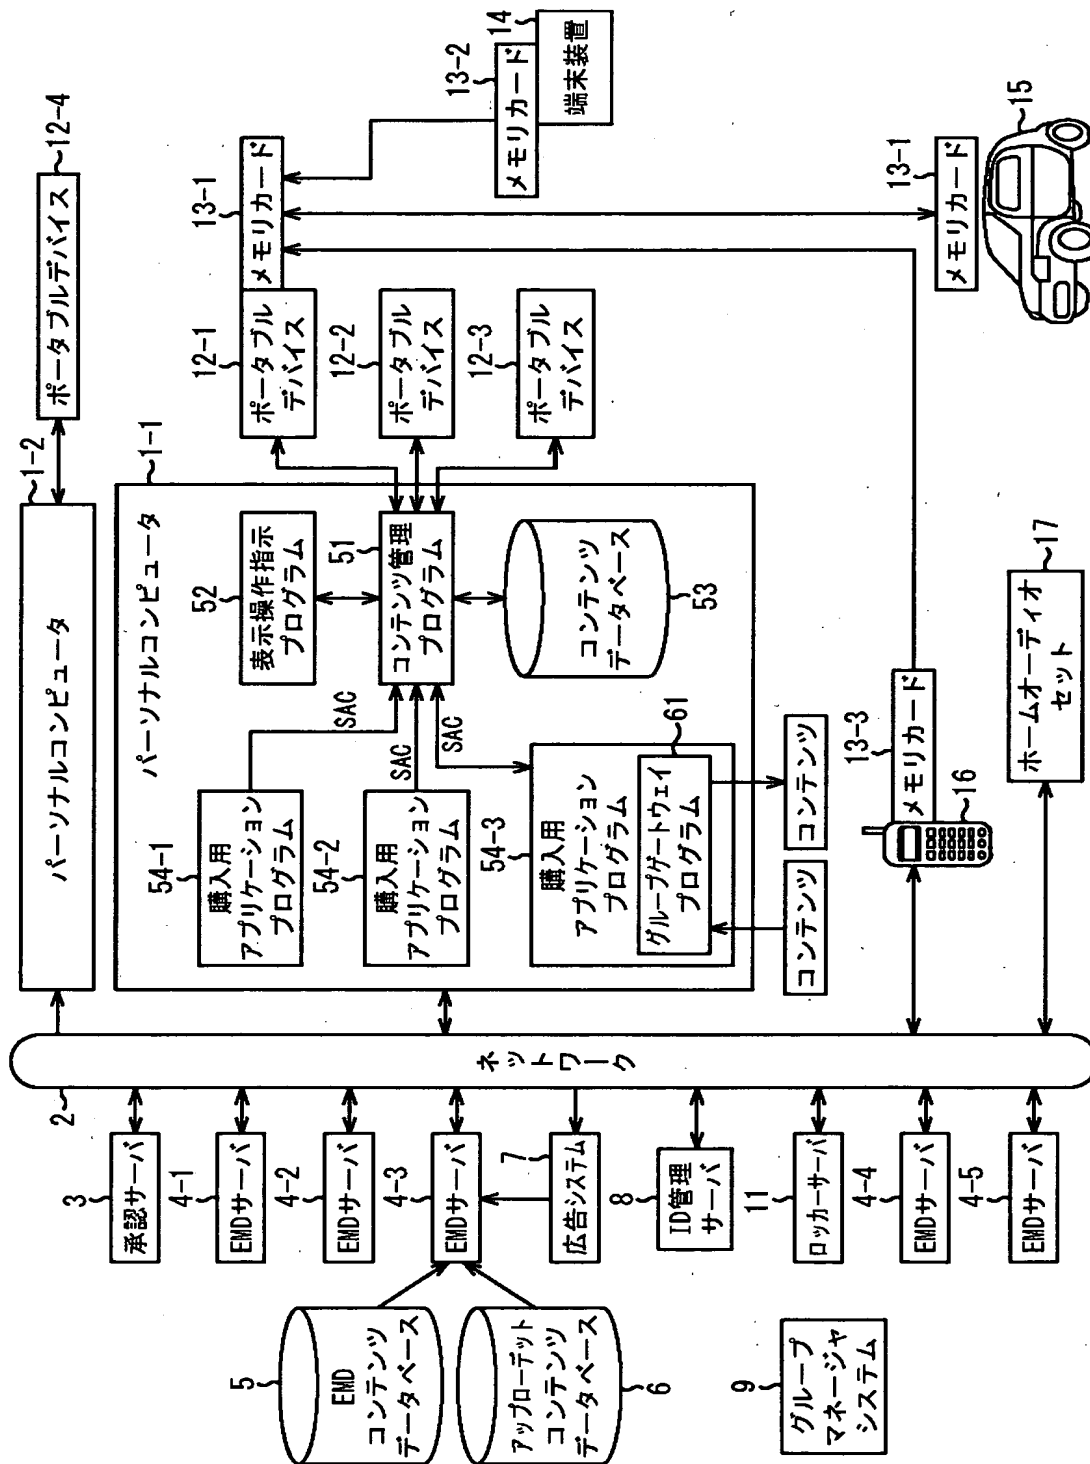 5
EMD
コンテンツ
データベース
アップローデット
コンテンツ
データベース
6
9
グループ
マネージャ
システム
3
承認サーバ
4-1
EMDサーバ
4-2
EMDサーバ
4-3
EMDサーバ
7
広告システム
8
ID管理
サーバ
11
ロッカーサーバ
4-4
EMDサーバ
4-5
EMDサーバ
2
ネットワーク
パーソナルコンピュータ
1-2
ポータブルデバイス
12-4
パーソナルコンピュータ
1-1
54-1
購入用
アプリケーション
プログラム
SAC
54-2
購入用
アプリケーション
プログラム
SAC
54-3
購入用
アプリケーション
プログラム
SAC
グループゲートウェイ
プログラム
61
コンテンツ
コンテンツ
52
表示操作指示
プログラム
51
コンテンツ管理
プログラム
コンテンツ
データベース
53
12-1
ポータブル
デバイス
12-2
ポータブル
デバイス
12-3
ポータブル
デバイス
13-1
メモリカード
13-2
メモリカード
14
端末装置
13-1
メモリカード
15
13-3
メモリカード
16
17
ホームオーディオ
セット